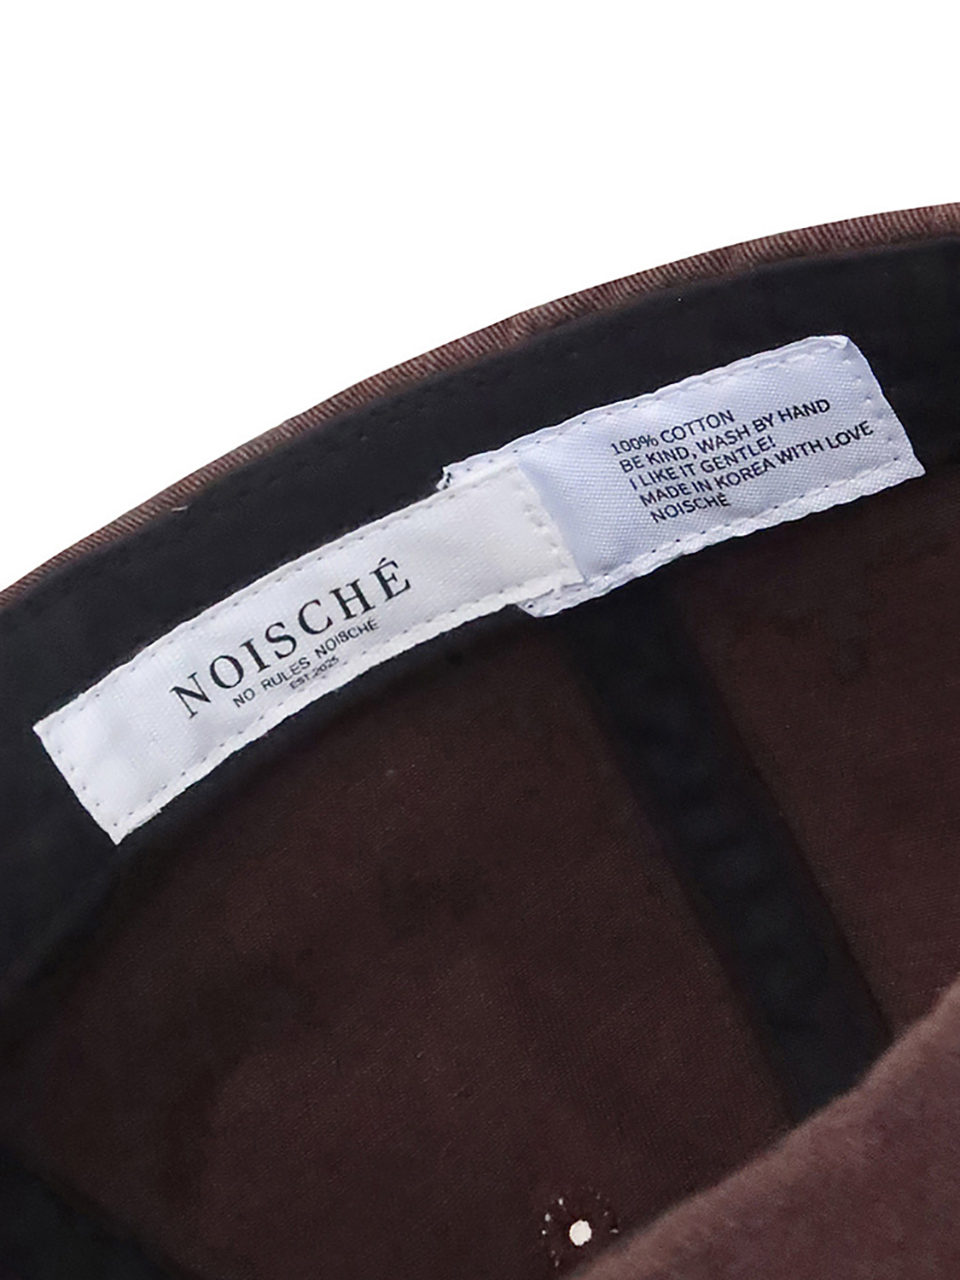 NOISCHÉ
NO RULES NOISCHÉ
EST.2025
100% COTTON
BE KIND, WASH BY HAND
I LIKE IT GENTLE!
MADE IN KOREA WITH LOVE
NOISCHÉ